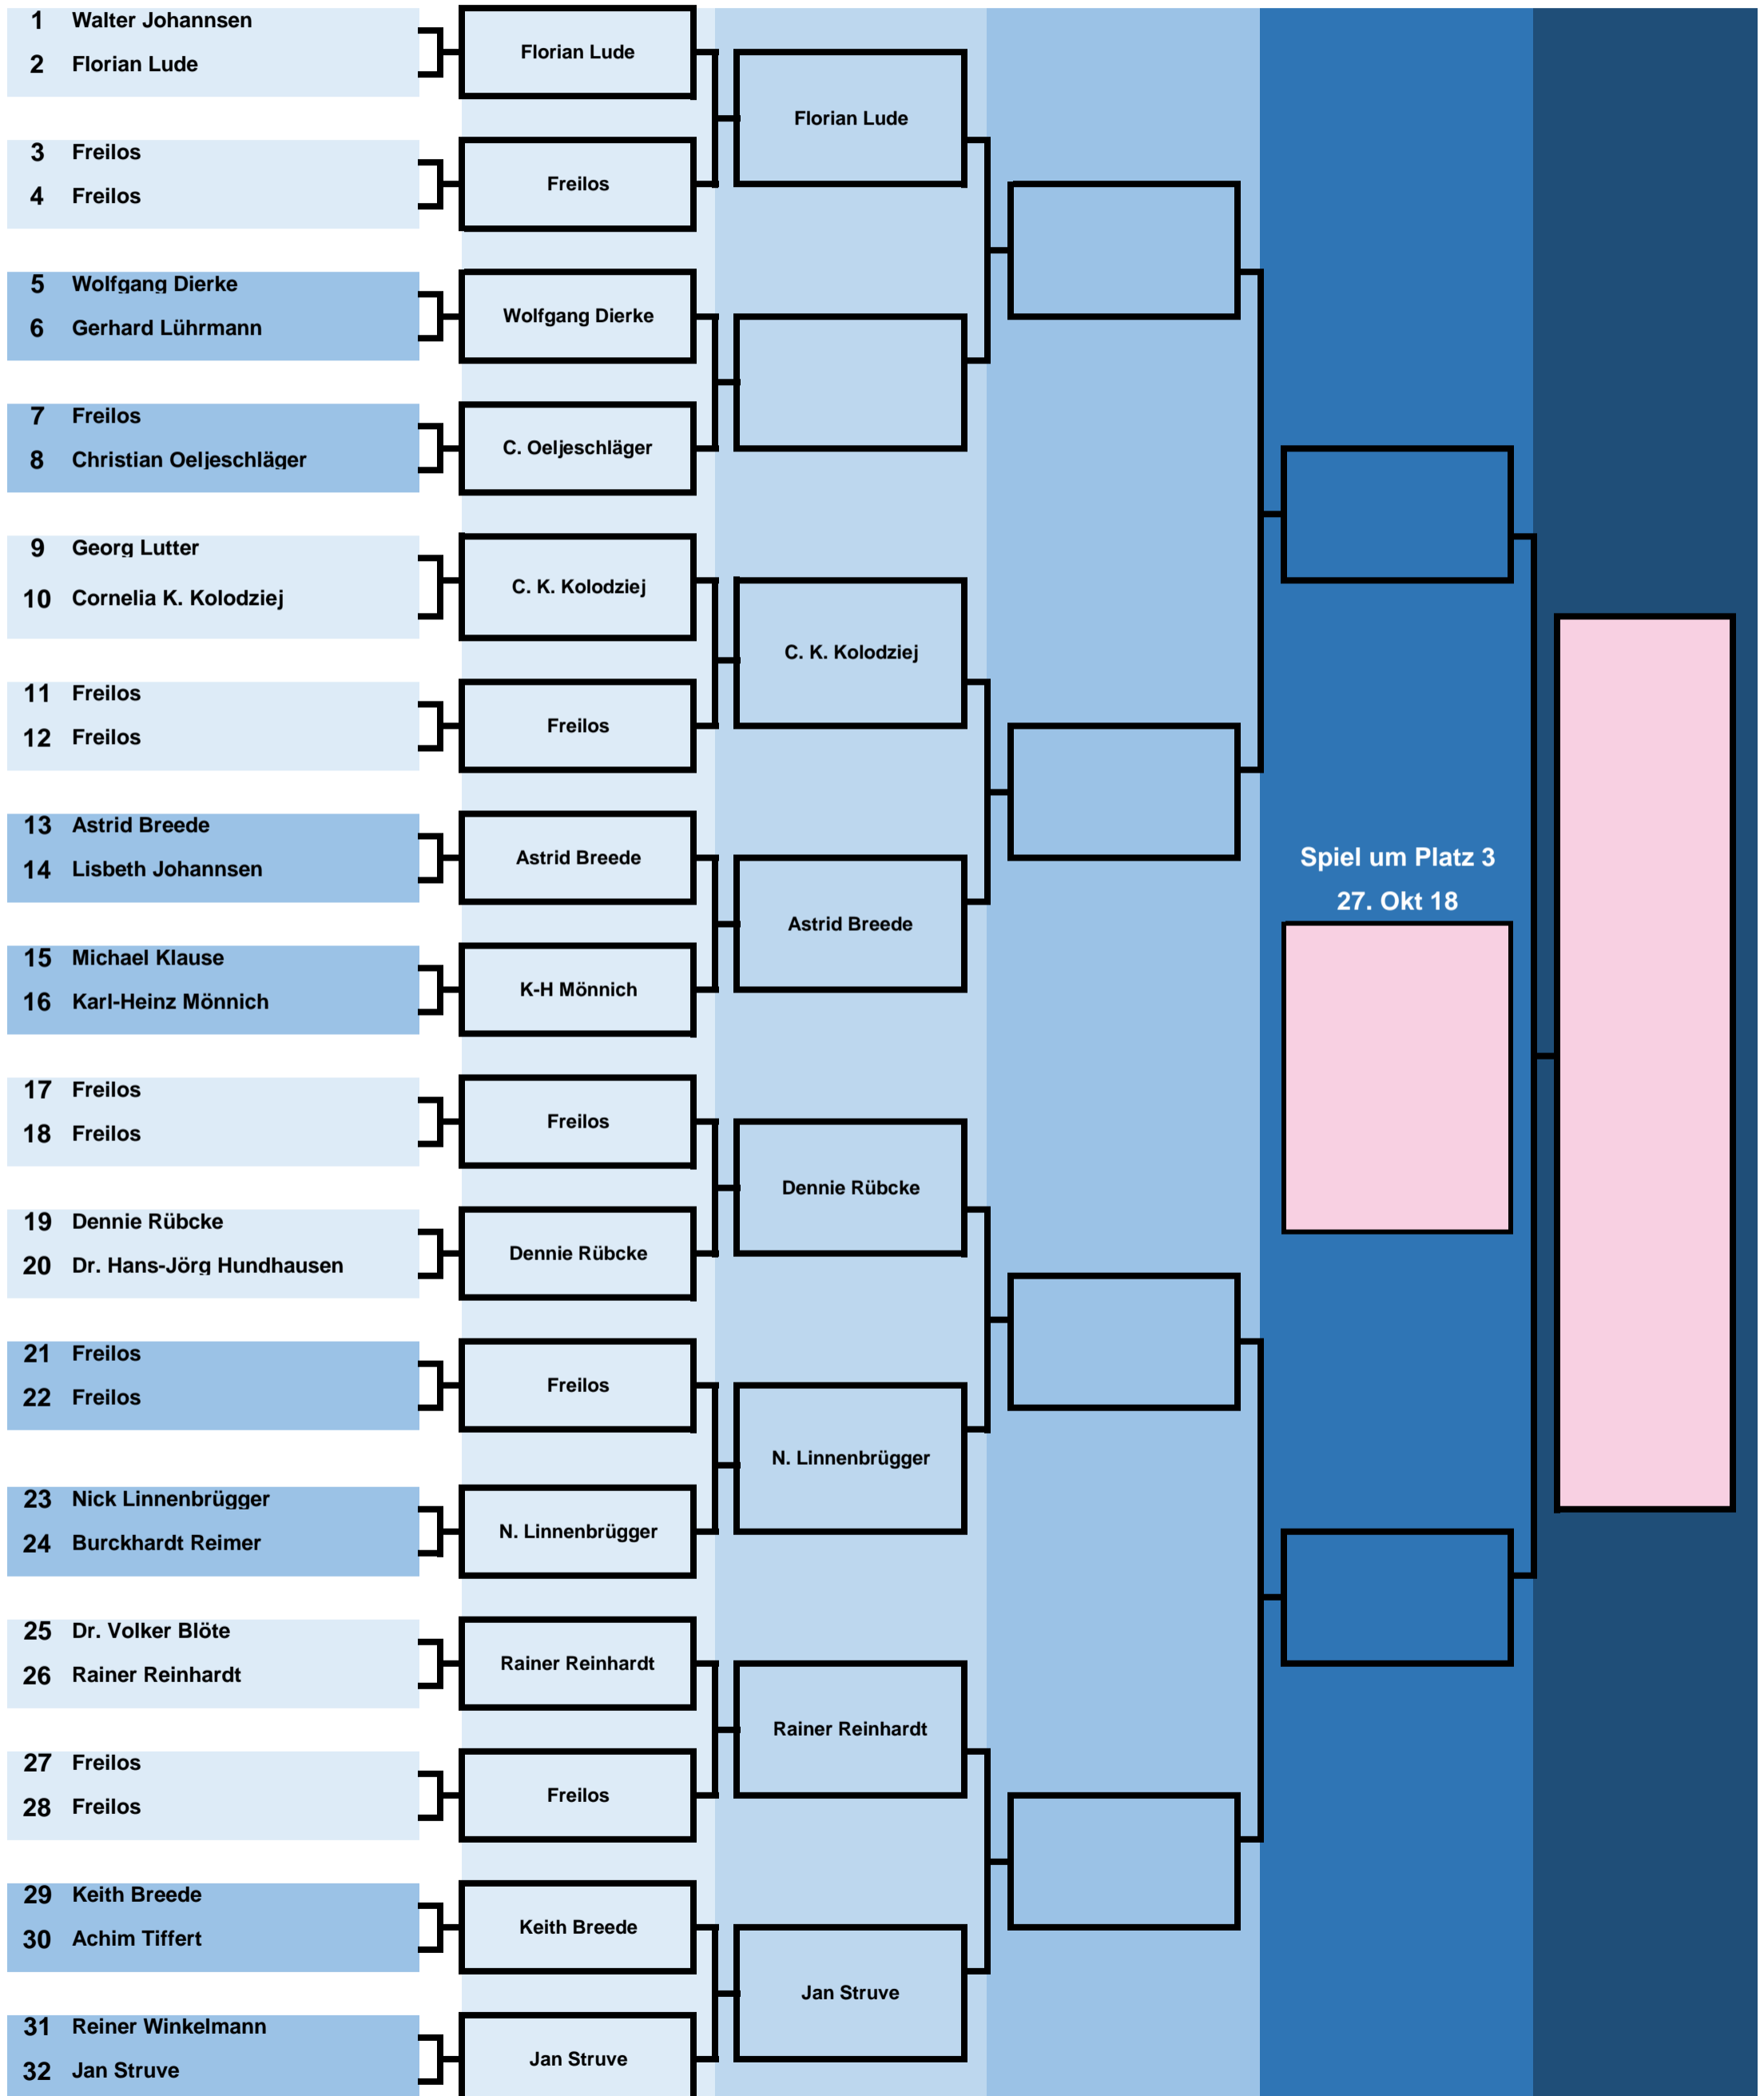 1 Walter Johannsen
2 Florian Lude
3 Freilos
4 Freilos
5 Wolfgang Dierke
6 Gerhard Lührmann
7 Freilos
8 Christian Oeljeschläger
9 Georg Lutter
10 Cornelia K. Kolodziej
11 Freilos
12 Freilos
13 Astrid Breede
14 Lisbeth Johannsen
15 Michael Klause
16 Karl-Heinz Mönnich
17 Freilos
18 Freilos
19 Dennie Rübcke
20 Dr. Hans-Jörg Hundhausen
21 Freilos
22 Freilos
23 Nick Linnenbrügger
24 Burckhardt Reimer
25 Dr. Volker Blöte
26 Rainer Reinhardt
27 Freilos
28 Freilos
29 Keith Breede
30 Achim Tiffert
31 Reiner Winkelmann
32 Jan Struve
Florian Lude
Freilos
Wolfgang Dierke
C. Oeljeschläger
C. K. Kolodziej
Freilos
Astrid Breede
K-H Mönnich
Freilos
Dennie Rübcke
Freilos
N. Linnenbrügger
Rainer Reinhardt
Freilos
Keith Breede
Jan Struve
Florian Lude
C. K. Kolodziej
Astrid Breede
Dennie Rübcke
N. Linnenbrügger
Rainer Reinhardt
Jan Struve
Spiel um Platz 3
27. Okt 18